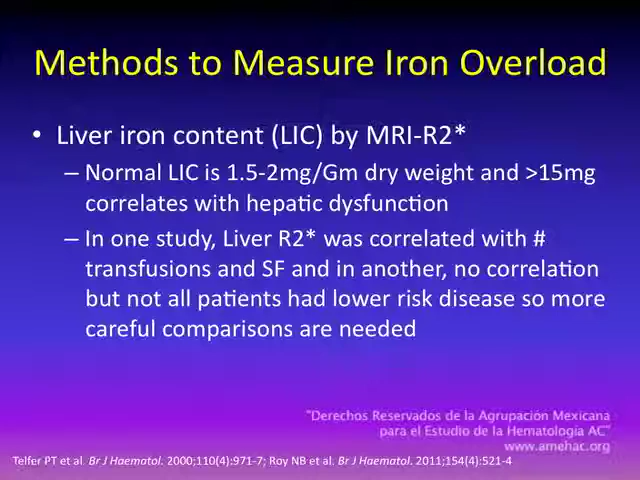 Methods to Measure Iron Overload
• Liver iron content (LIC) by MRI-R2*
– Normal LIC is 1.5-2mg/Gm dry weight and >15mg
correlates with hepatic dysfunction
– In one study, Liver R2* was correlated with #
transfusions and SF and in another, no correlation
but not all patients had lower risk disease so more
careful comparisons are needed
"Derechos Reservados de la Agrupación Mexicana
para el Estudio de la Hematología AC"
www.amehac.org
Telfer PT et al. Br J Haematol. 2000;110(4):971-7; Roy NB et al. Br J Haematol. 2011;154(4):521-4